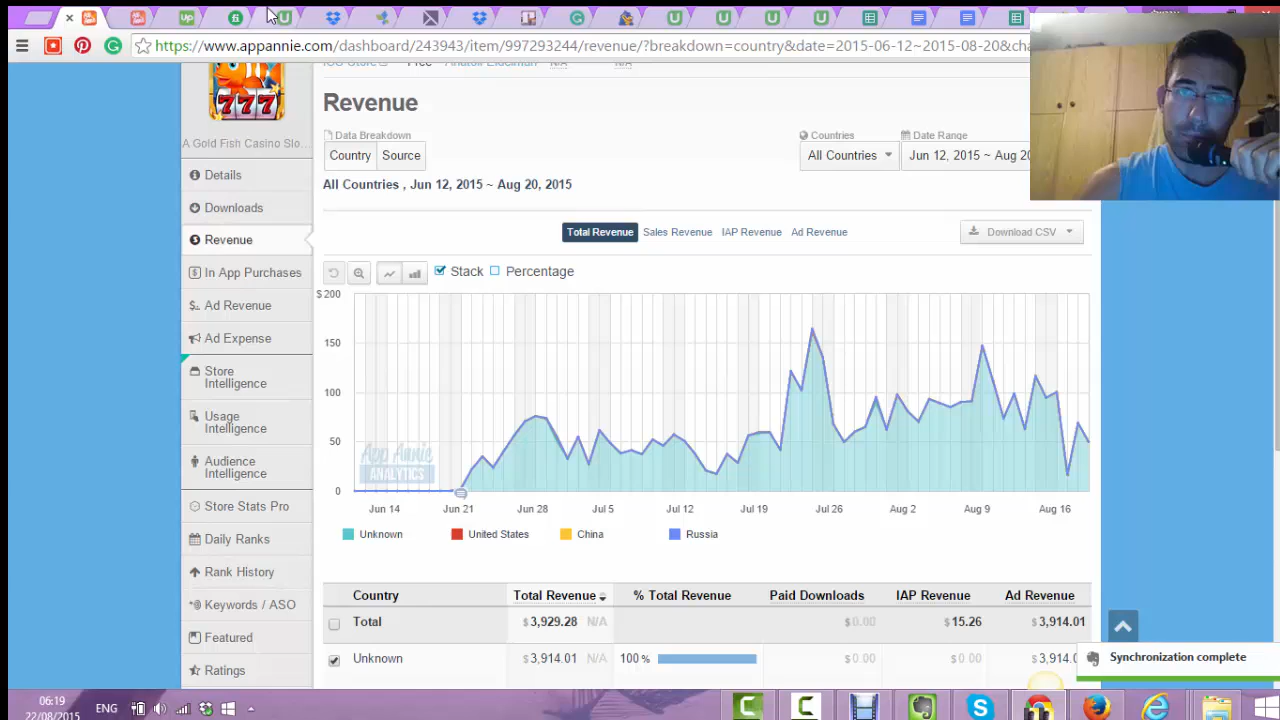 https://www.appannie.com/dashboard/243945/item/997293244/revenue/?breakdown=country&date=2015-06-12~2015-08-20&cha
Free
N/A
N/A
777
A Gold Fish Casino Slo...
Details
Downloads
Revenue
In App Purchases
Ad Revenue
Ad Expense
Store
Intelligence
Usage
Intelligence
Audience
Intelligence
Store Stats Pro
Daily Ranks
Rank History
Keywords / ASO
Featured
Ratings
Revenue
Data Breakdown
Country Source
Countries
All Countries
Date Range
Jun 12, 2015 ~ Aug 20
All Countries , Jun 12, 2015 ~ Aug 20, 2015
Total Revenue Sales Revenue IAP Revenue Ad Revenue
Download CSV
Stack Percentage
$200
150
100
50
0
App Annie
ANALYTICS
Jun 14 Jun 21 Jun 28 Jul 5 Jul 12 Jul 19 Jul 26 Aug 2 Aug 9 Aug 16
Unknown United States China Russia
Country Total Revenue % Total Revenue Paid Downloads IAP Revenue Ad Revenue
Total $3,929.28 N/A $0.00 $15.26 $3,914.01
Unknown $3,914.01 N/A 100 % $0.00 $0.00 $3,914.0
Synchronization complete
06:19
22/08/2015
ENG